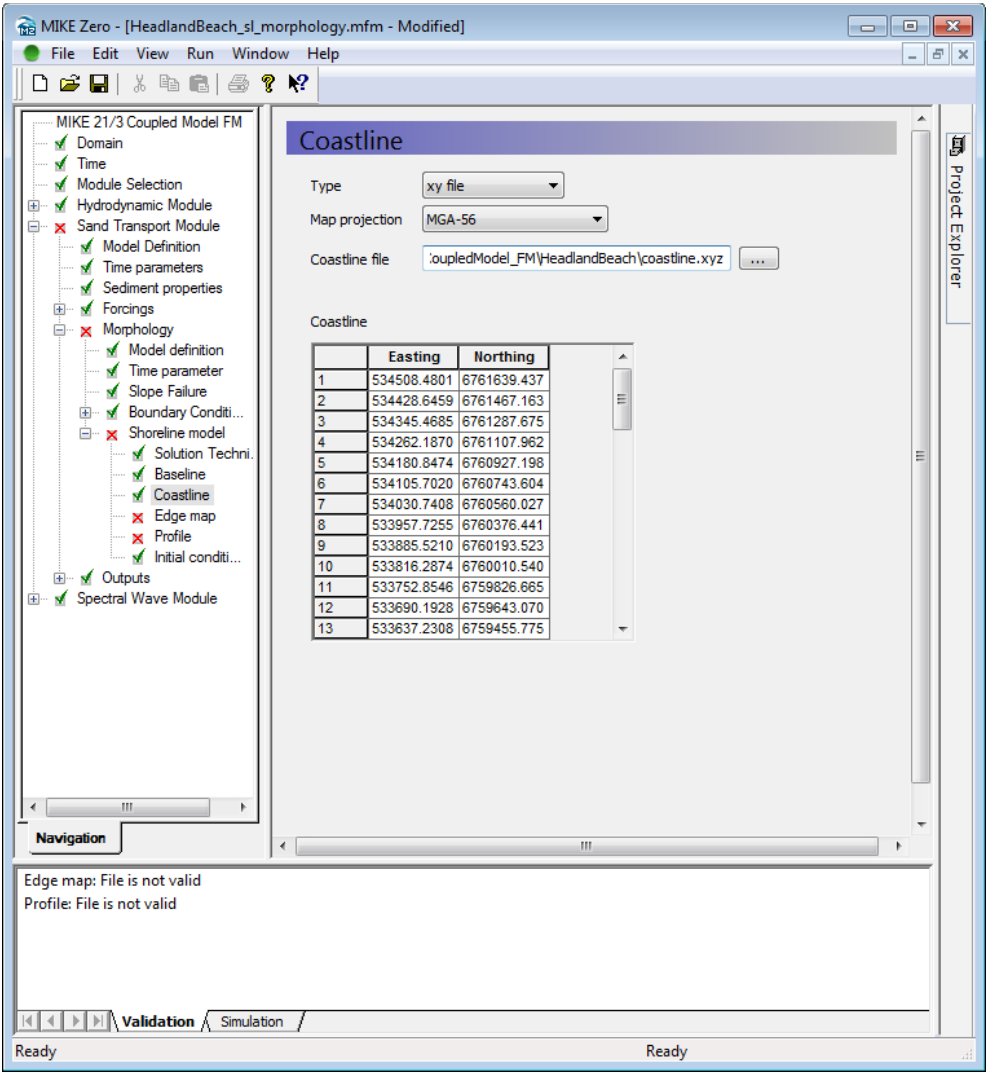 MIKE Zero - [HeadlandBeach_sl_morphology.mfm - Modified]
File Edit View Run Window Help
MIKE 21/3 Coupled Model FM
Domain
Time
Module Selection
Hydrodynamic Module
Sand Transport Module
Model Definition
Time parameters
Sediment properties
Forcings
Morphology
Model definition
Time parameter
Slope Failure
Boundary Conditi...
Shoreline model
Solution Techni.
Baseline
Coastline
Edge map
Profile
Initial conditi...
Outputs
Spectral Wave Module
Navigation
Coastline
Type xy file
Map projection MGA-56
Coastline file :oupledModel_FM\HeadlandBeach\coastline.xyz ...
Coastline
Easting Northing
1 534508.4801 6761639.437
2 534428.6459 6761467.163
3 534345.4685 6761287.675
4 534262.1870 6761107.962
5 534180.8474 6760927.198
6 534105.7020 6760743.604
7 534030.7408 6760560.027
8 533957.7255 6760376.441
9 533885.5210 6760193.523
10 533816.2874 6760010.540
11 533752.8546 6759826.665
12 533690.1928 6759643.070
13 533637.2308 6759455.775
Project Explorer
Edge map: File is not valid
Profile: File is not valid
Validation Simulation
Ready Ready